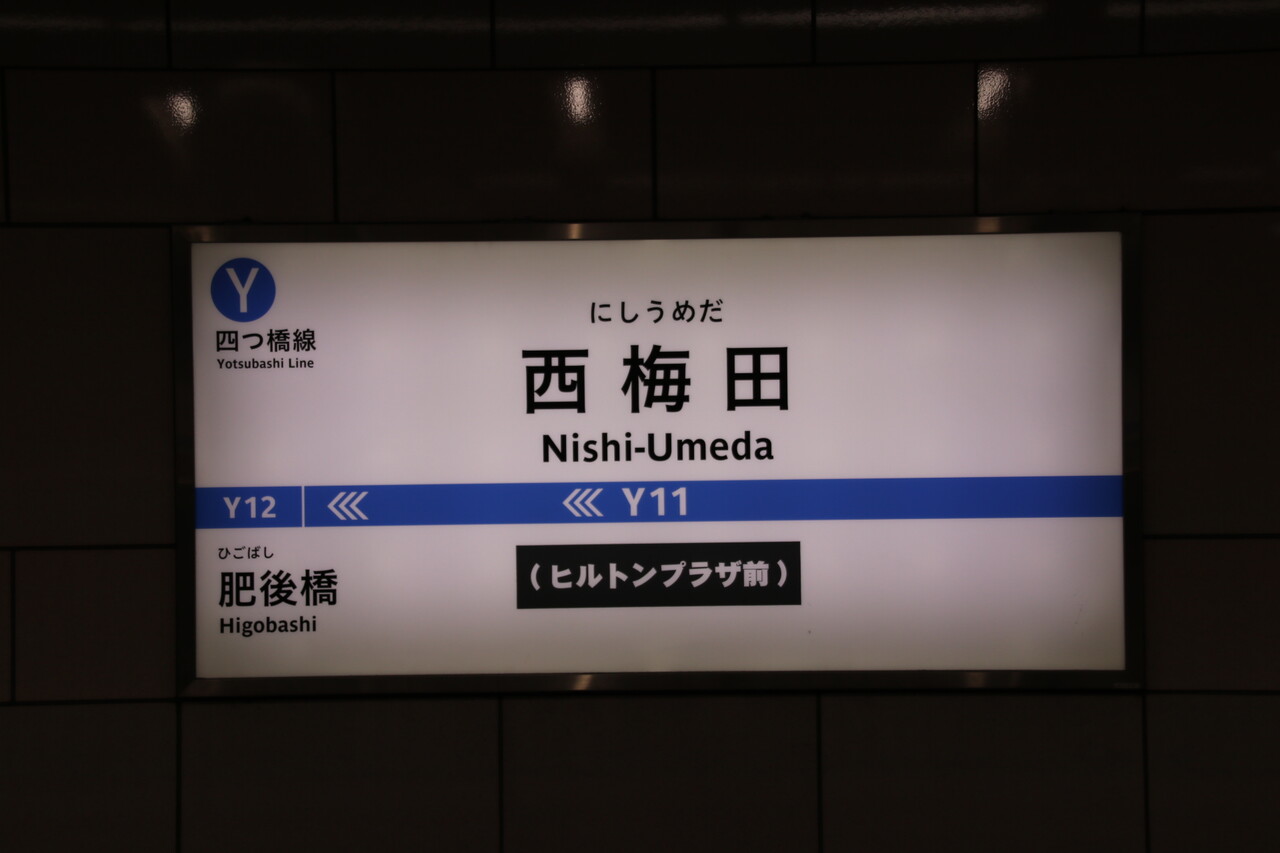 Y
四つ橋線
Yotsubashi Line
にしうめだ
西梅田
Nishi-Umeda
Y12
Y11
ひごばし
肥後橋
Higobashi
(ヒルトンプラザ前)